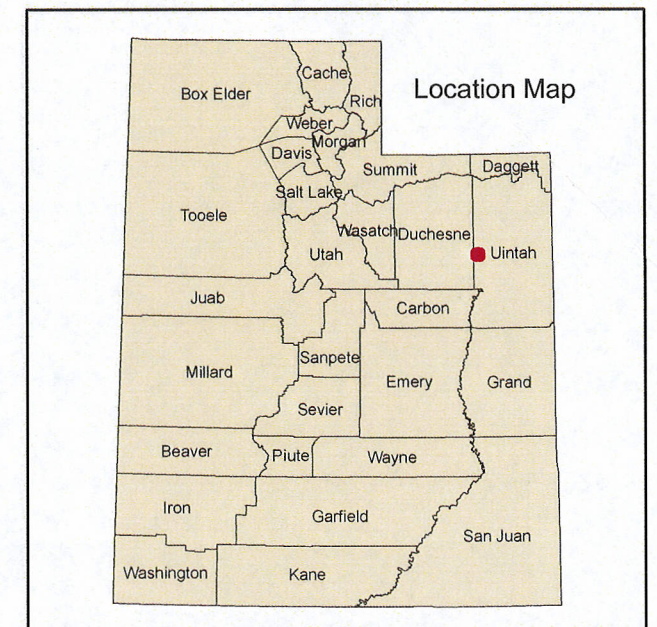 Location Map
Cache
Box Elder
Rich
Weber
Morgan
Davis
Summit
Daggett
Salt Lake
Tooele
Wasatch
Duchesne
Utah
Uintah
Juab
Carbon
Sanpete
Millard
Emery
Grand
Sevier
Beaver
Piute
Wayne
Iron
Garfield
San Juan
Washington
Kane